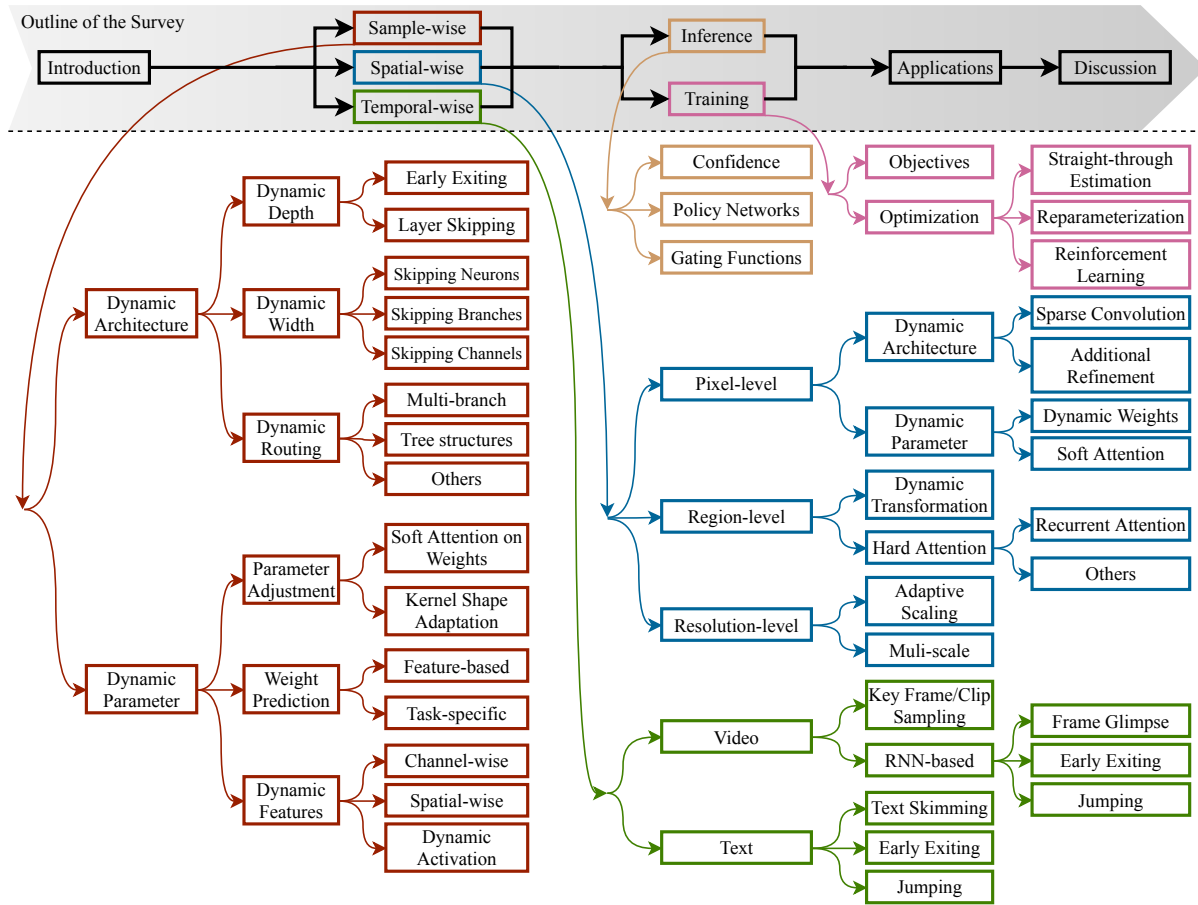 Outline of the Survey
Introduction
Sample-wise
Spatial-wise
Temporal-wise
Inference
Training
Applications
Discussion
Dynamic
Architecture
Dynamic
Depth
Early Exiting
Layer Skipping
Dynamic
Width
Skipping Neurons
Skipping Branches
Skipping Channels
Dynamic
Routing
Multi-branch
Tree structures
Others
Dynamic
Parameter
Parameter
Adjustment
Soft Attention on
Weights
Kernel Shape
Adaptation
Weight
Prediction
Feature-based
Task-specific
Dynamic
Features
Channel-wise
Spatial-wise
Dynamic
Activation
Confidence
Policy Networks
Gating Functions
Objectives
Optimization
Straight-through
Estimation
Reparameterization
Reinforcement
Learning
Pixel-level
Dynamic
Architecture
Sparse Convolution
Additional
Refinement
Dynamic
Parameter
Dynamic Weights
Soft Attention
Region-level
Dynamic
Transformation
Hard Attention
Recurrent Attention
Others
Resolution-level
Adaptive
Scaling
Muli-scale
Video
Key Frame/Clip
Sampling
RNN-based
Frame Glimpse
Early Exiting
Jumping
Text
Text Skimming
Early Exiting
Jumping